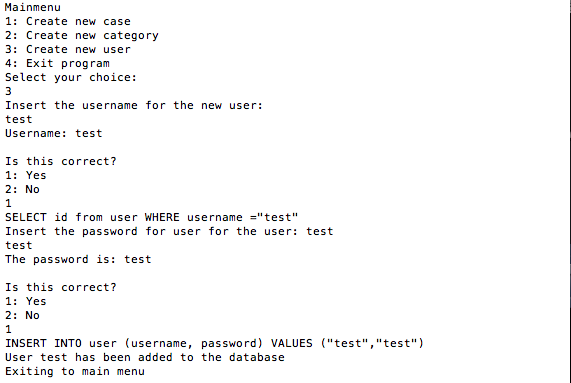 Mainmenu
1: Create new case
2: Create new category
3: Create new user
4: Exit program
Select your choice:
3
Insert the username for the new user:
test
Username: test
Is this correct?
1: Yes
2: No
1
SELECT id from user WHERE username ="test"
Insert the password for user for the user: test
test
The password is: test
Is this correct?
1: Yes
2: No
1
INSERT INTO user (username, password) VALUES ("test","test")
User test has been added to the database
Exiting to main menu